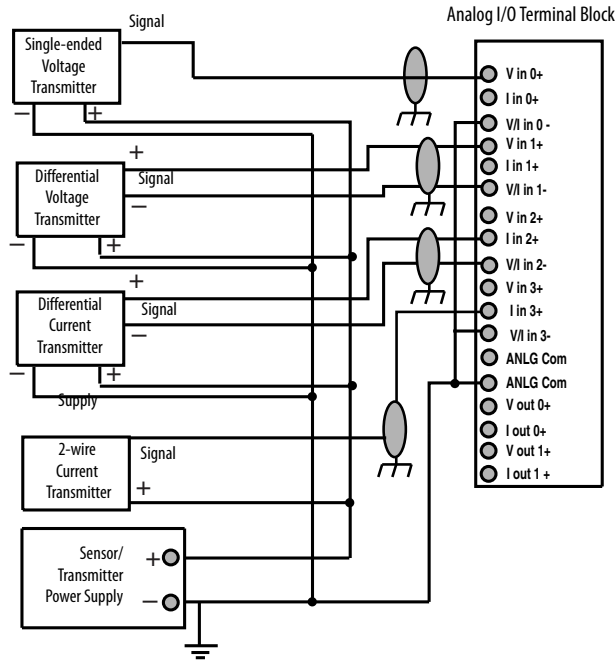 Analog I/O Terminal Block
Signal
Single-ended
Voltage
Transmitter
− +
+
Signal
−
Differential
Voltage
Transmitter
− +
+
Signal
−
Differential
Current
Transmitter
− +
Supply
2-wire
Current
Transmitter
Signal
+
Sensor/
Transmitter
Power Supply
+
−
V in 0+
I in 0+
V/I in 0 -
V in 1+
I in 1+
V/I in 1-
V in 2+
I in 2+
V/I in 2-
V in 3+
I in 3+
V/I in 3-
ANLG Com
ANLG Com
V out 0+
I out 0+
V out 1+
I out 1 +